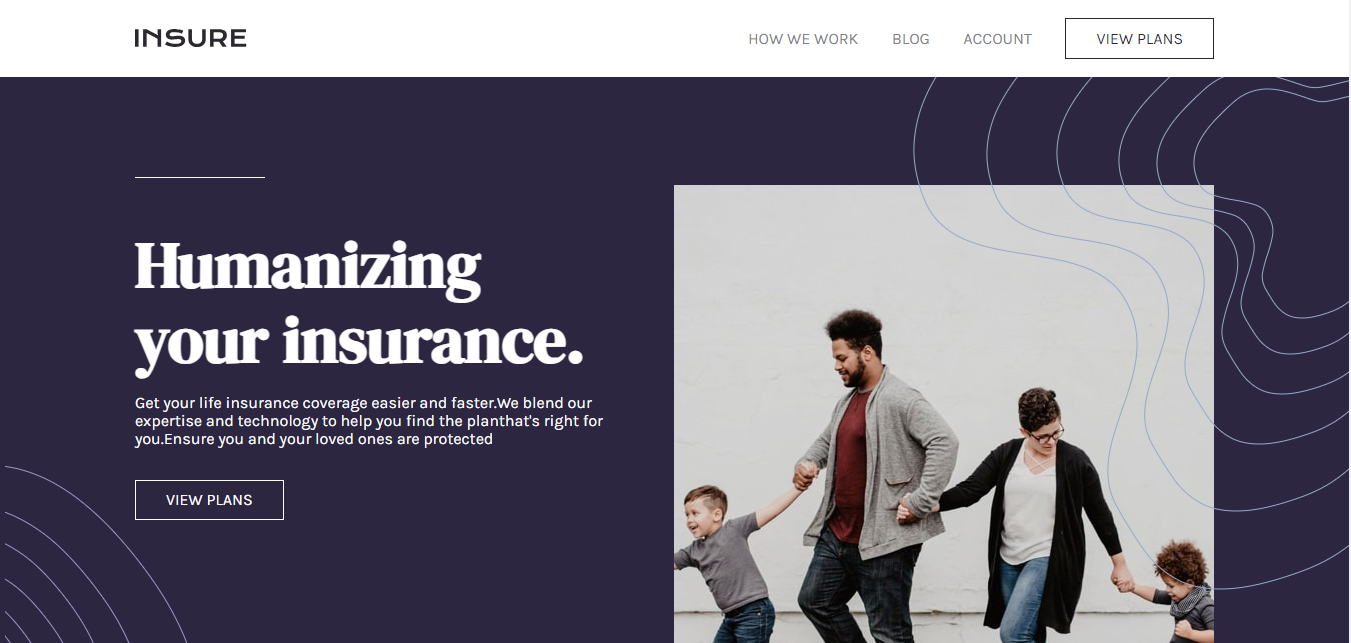 INSURE
HOW WE WORK BLOG ACCOUNT VIEW PLANS
Humanizing
your insurance.
Get your life insurance coverage easier and faster.We blend our
expertise and technology to help you find the planthat's right for
you.Ensure you and your loved ones are protected
VIEW PLANS